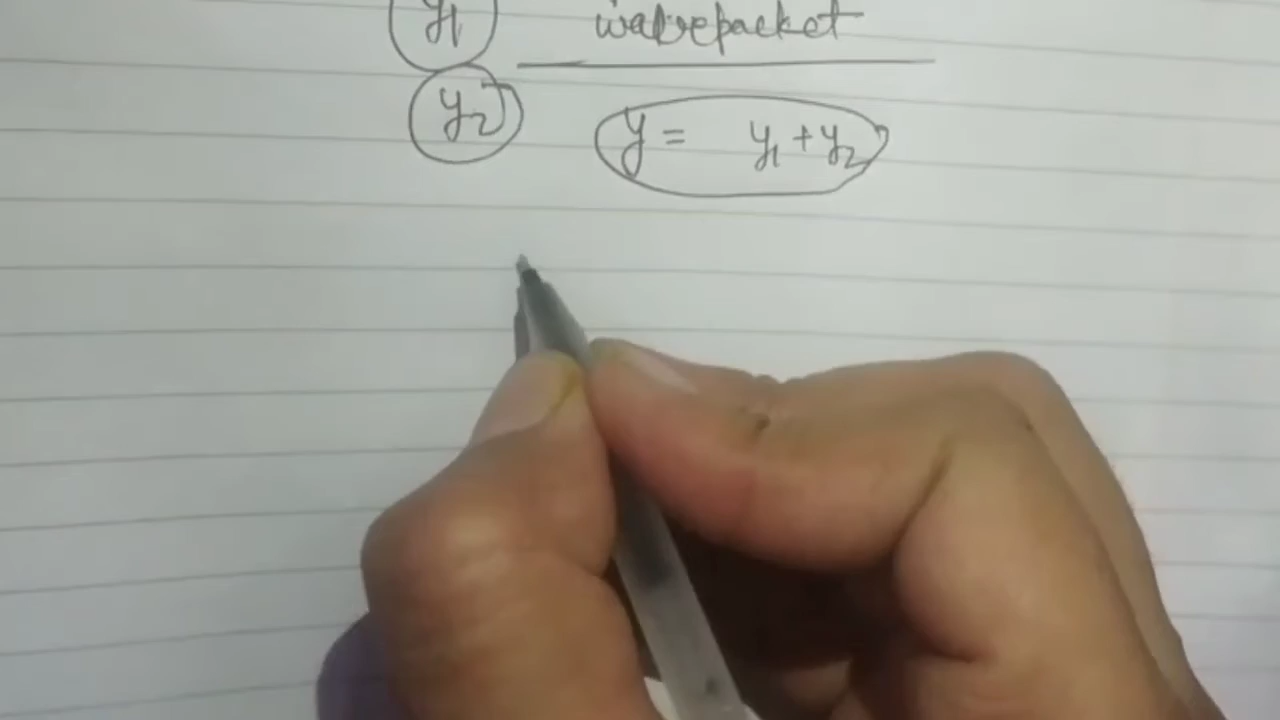 y₁ wavepacket
y₂
y = y₁ + y₂